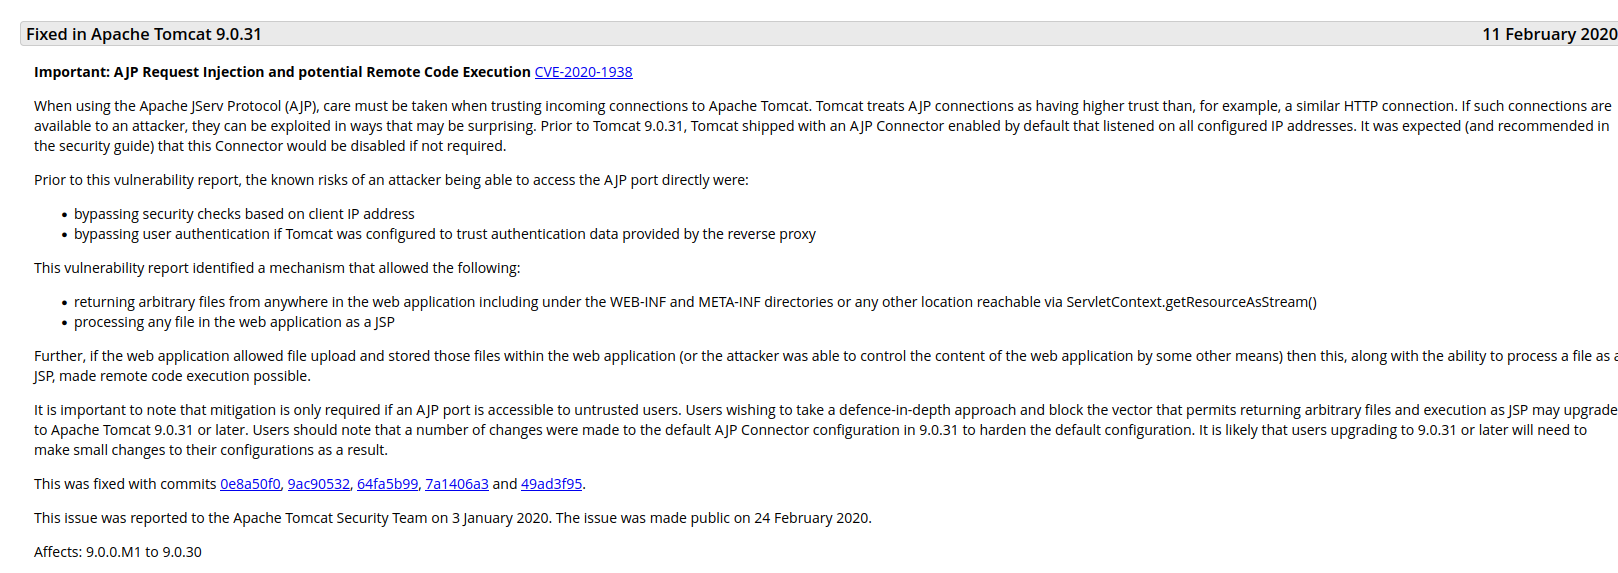 Fixed in Apache Tomcat 9.0.31 11 February 2020
Important: AJP Request Injection and potential Remote Code Execution CVE-2020-1938
When using the Apache JServ Protocol (AJP), care must be taken when trusting incoming connections to Apache Tomcat. Tomcat treats AJP connections as having higher trust than, for example, a similar HTTP connection. If such connections are
available to an attacker, they can be exploited in ways that may be surprising. Prior to Tomcat 9.0.31, Tomcat shipped with an AJP Connector enabled by default that listened on all configured IP addresses. It was expected (and recommended in
the security guide) that this Connector would be disabled if not required.
Prior to this vulnerability report, the known risks of an attacker being able to access the AJP port directly were:
• bypassing security checks based on client IP address
• bypassing user authentication if Tomcat was configured to trust authentication data provided by the reverse proxy
This vulnerability report identified a mechanism that allowed the following:
• returning arbitrary files from anywhere in the web application including under the WEB-INF and META-INF directories or any other location reachable via ServletContext.getResourceAsStream()
• processing any file in the web application as a JSP
Further, if the web application allowed file upload and stored those files within the web application (or the attacker was able to control the content of the web application by some other means) then this, along with the ability to process a file as a
JSP, made remote code execution possible.
It is important to note that mitigation is only required if an AJP port is accessible to untrusted users. Users wishing to take a defence-in-depth approach and block the vector that permits returning arbitrary files and execution as JSP may upgrade
to Apache Tomcat 9.0.31 or later. Users should note that a number of changes were made to the default AJP Connector configuration in 9.0.31 to harden the default configuration. It is likely that users upgrading to 9.0.31 or later will need to
make small changes to their configurations as a result.
This was fixed with commits 0e8a50f0, 9ac90532, 64fa5b99, 7a1406a3 and 49ad3f95.
This issue was reported to the Apache Tomcat Security Team on 3 January 2020. The issue was made public on 24 February 2020.
Affects: 9.0.0.M1 to 9.0.30